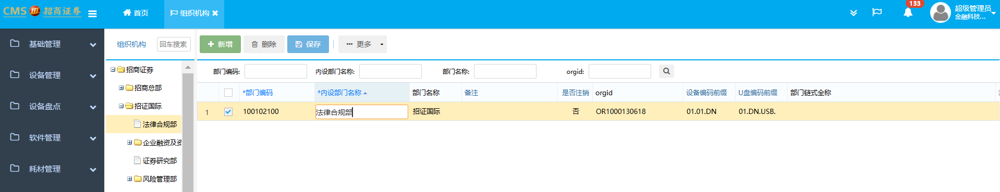 CMS 招商证券
首页
组织机构
133
超级管理员
金融科技...
基础管理
设备管理
设备盘点
软件管理
耗材管理
组织机构
回车搜索
招商证券
招商总部
招证国际
法律合规部
企业融资及资
证券研究部
风险管理部
新增
删除
保存
更多
部门编码:
内设部门名称:
部门名称:
orgid:
*部门编码 *内设部门名称 部门名称 备注 是否注销 orgid 设备编码前缀 U盘编码前缀 部门链式全称
1 100102100 法律合规部 招证国际 否 OR1000130618 01.01.DN 01.DN.USB.